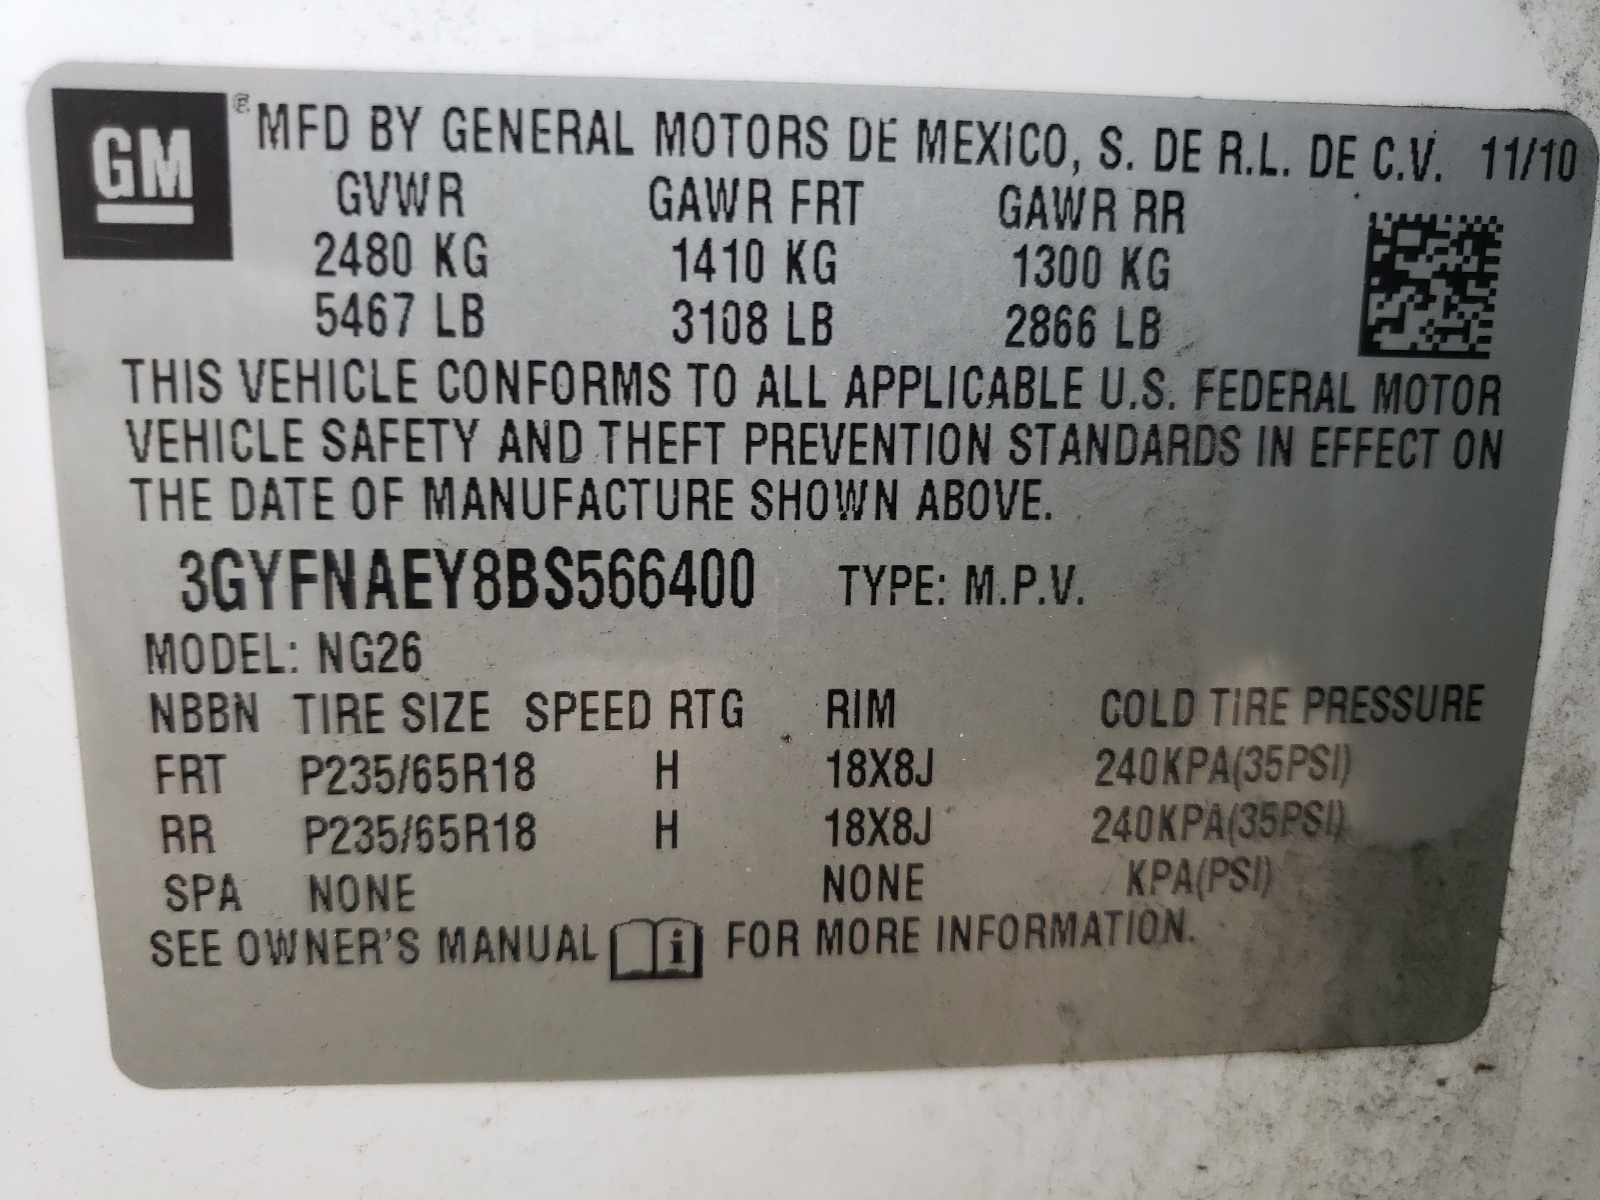 GM ® MFD BY GENERAL MOTORS DE MEXICO, S. DE R.L. DE C.V. 11/10
GVWR GAWR FRT GAWR RR
2480 KG 1410 KG 1300 KG
5467 LB 3108 LB 2866 LB
THIS VEHICLE CONFORMS TO ALL APPLICABLE U.S. FEDERAL MOTOR
VEHICLE SAFETY AND THEFT PREVENTION STANDARDS IN EFFECT ON
THE DATE OF MANUFACTURE SHOWN ABOVE.
3GYFNAEY8BS566400 TYPE: M.P.V.
MODEL: NG26
NBBN TIRE SIZE SPEED RTG RIM COLD TIRE PRESSURE
FRT P235/65R18 H 18X8J 240KPA(35PSI)
RR P235/65R18 H 18X8J 240KPA(35PSI)
SPA NONE NONE KPA(PSI)
SEE OWNER'S MANUAL i FOR MORE INFORMATION.